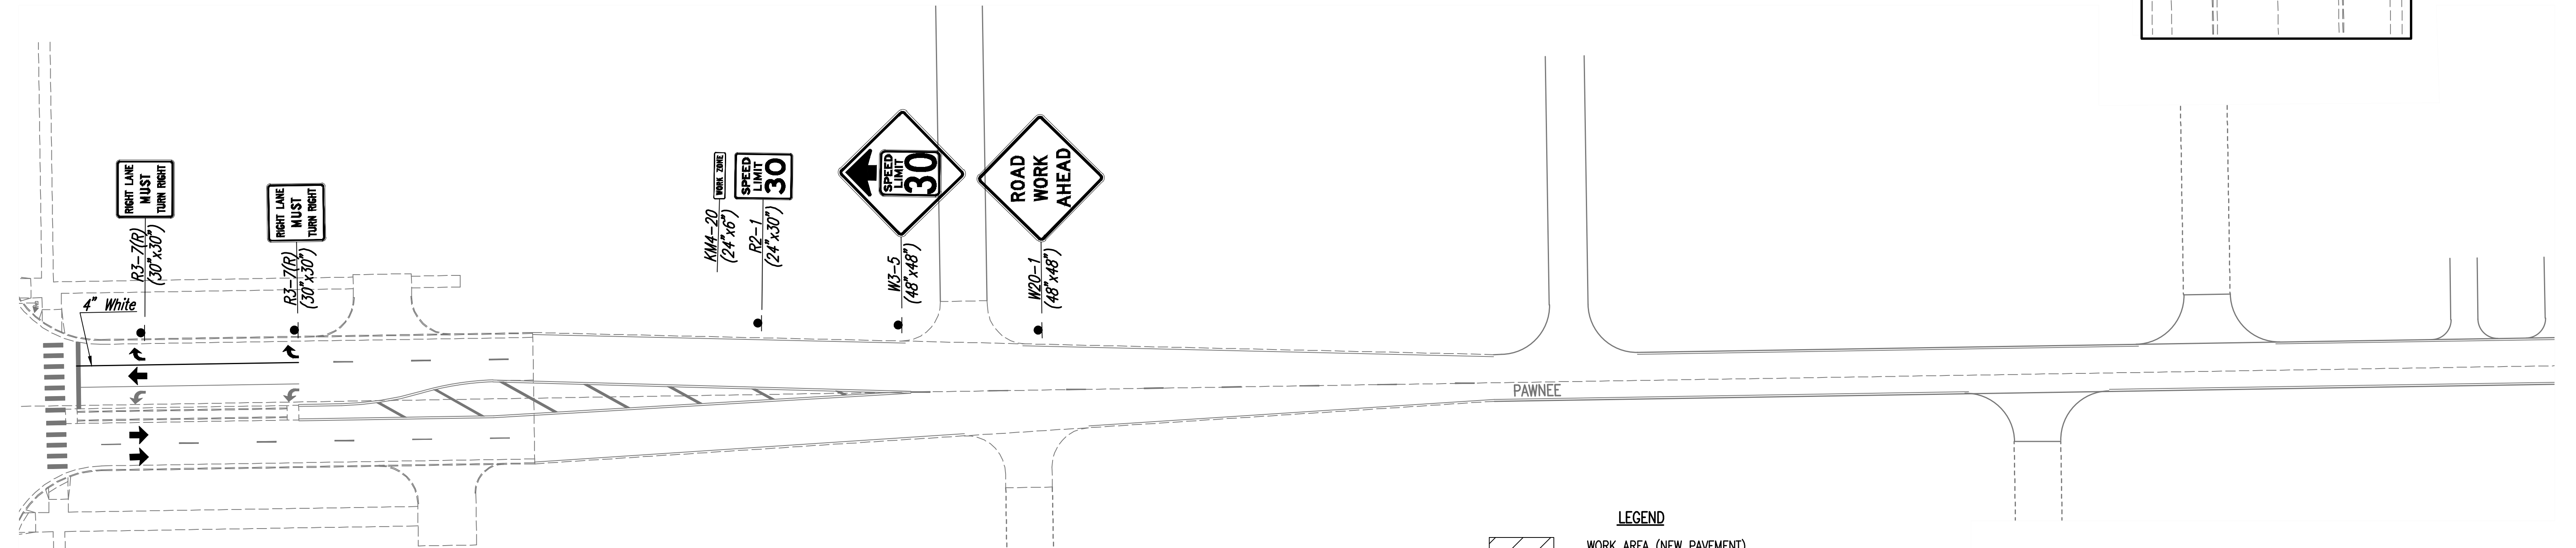 RIGHT LANE
MUST
TURN RIGHT
R3-7(R)
(30"x30")
4" White
RIGHT LANE
MUST
TURN RIGHT
R3-7(R)
(30"x30")
WORK ZONE
KM4-20
(24"x6")
SPEED
LIMIT
30
R2-1
(24"x30")
SPEED
LIMIT
30
W3-5
(48"x48")
ROAD
WORK
AHEAD
W20-1
(48"x48")
PAWNEE
LEGEND
WORK AREA (NEW PAVEMENT)